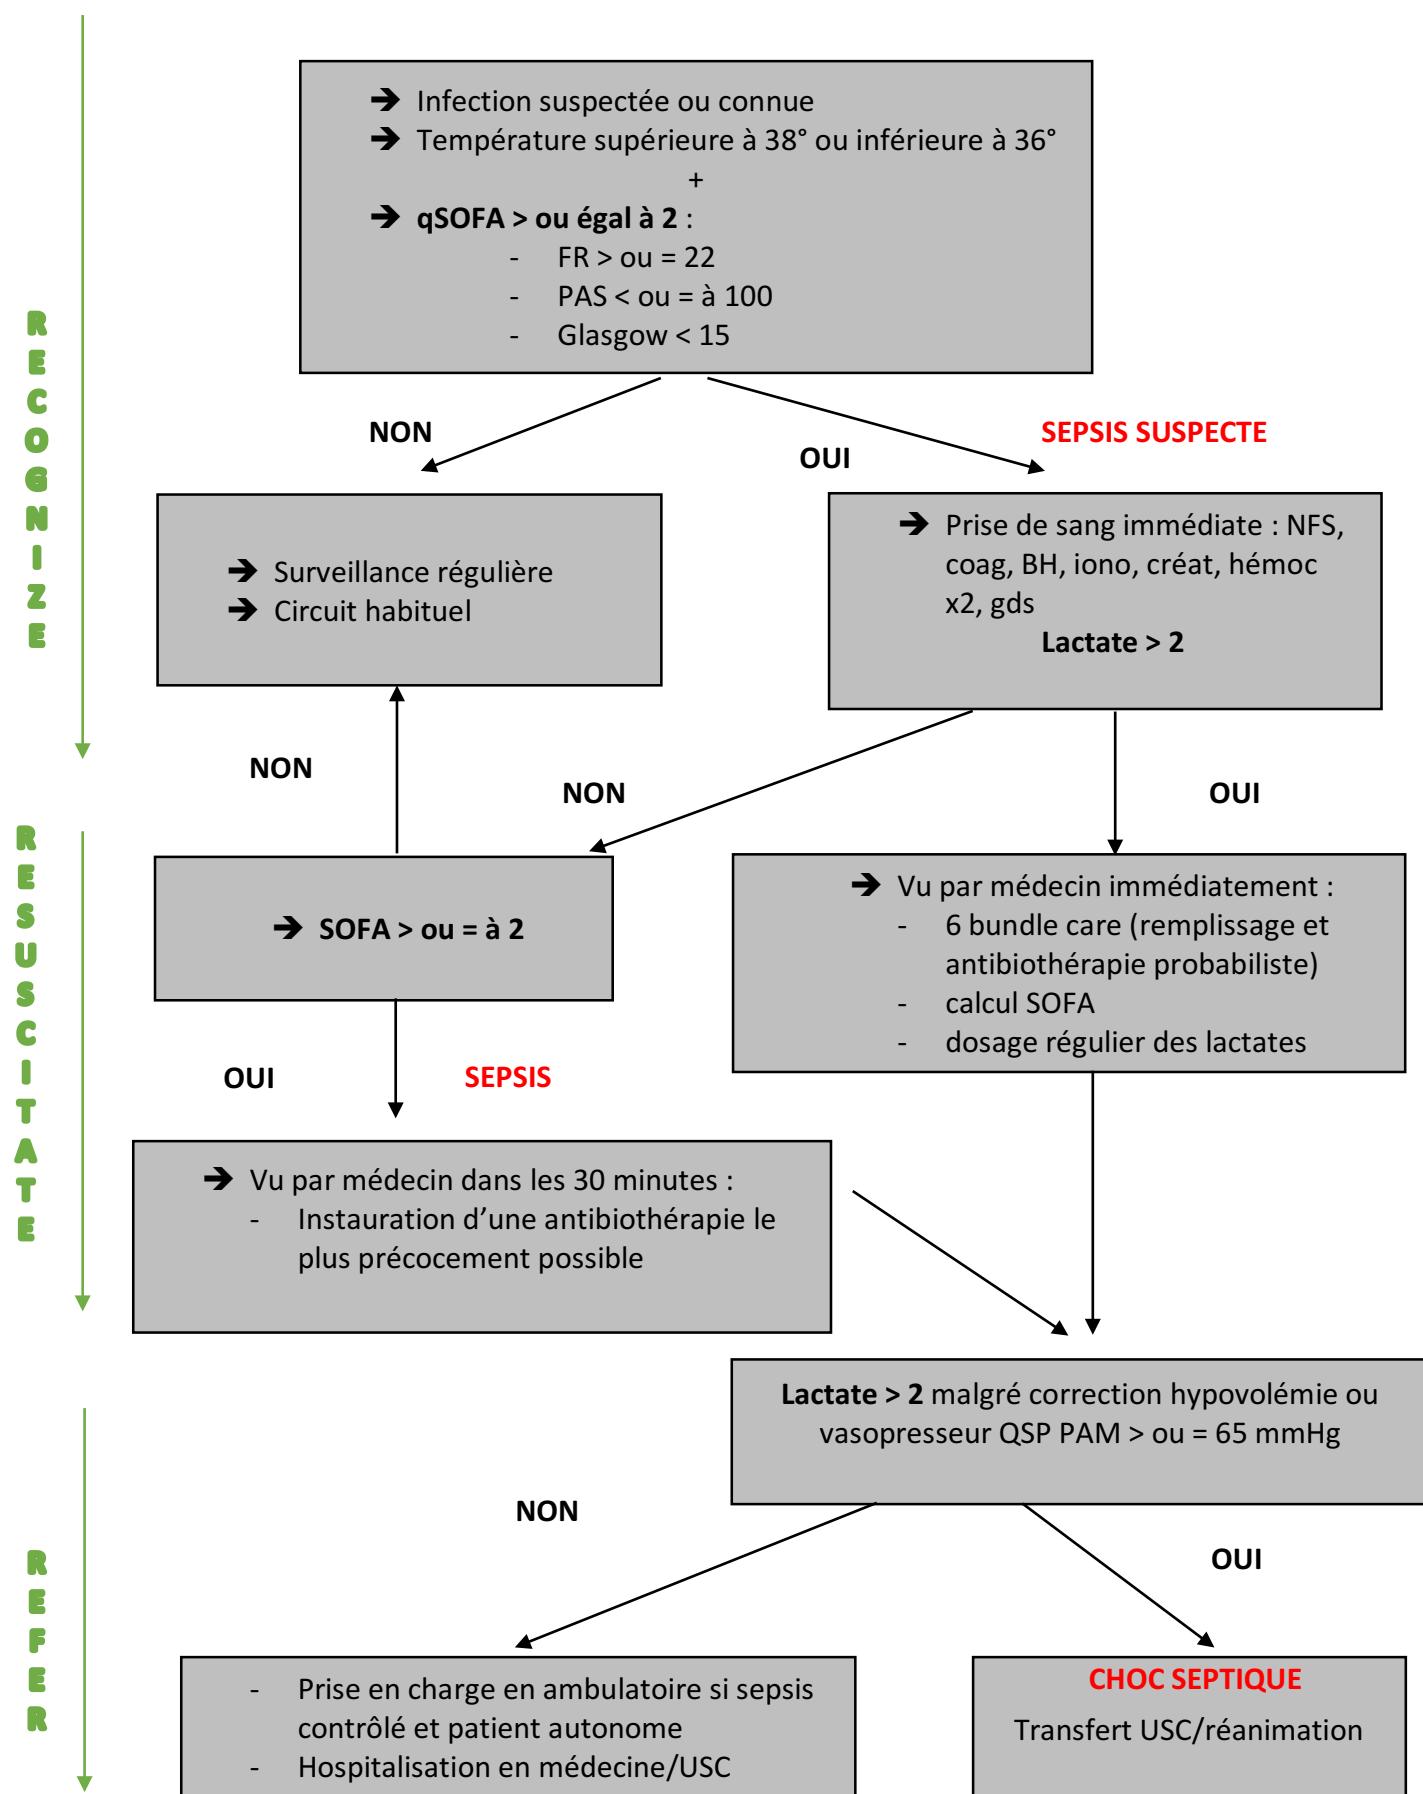 ➔ Infection suspectée ou connue
➔ Température supérieure à 38° ou inférieure à 36°
+
➔ qSOFA > ou égal à 2 :
- FR > ou = 22
- PAS < ou = à 100
- Glasgow < 15
RECOGNIZE
NON
OUI
SEPSIS SUSPECTE
➔ Surveillance régulière
➔ Circuit habituel
➔ Prise de sang immédiate : NFS,
coag, BH, iono, créat, hémoc
x2, gds
Lactate > 2
NON
NON
OUI
RESUSCITATE
➔ SOFA > ou = à 2
➔ Vu par médecin immédiatement :
- 6 bundle care (remplissage et
antibiothérapie probabiliste)
- calcul SOFA
- dosage régulier des lactates
OUI
SEPSIS
➔ Vu par médecin dans les 30 minutes :
- Instauration d’une antibiothérapie le
plus précocement possible
Lactate > 2 malgré correction hypovolémie ou
vasopresseur QSP PAM > ou = 65 mmHg
NON
OUI
REFER
- Prise en charge en ambulatoire si sepsis
contrôlé et patient autonome
- Hospitalisation en médecine/USC
CHOC SEPTIQUE
Transfert USC/réanimation